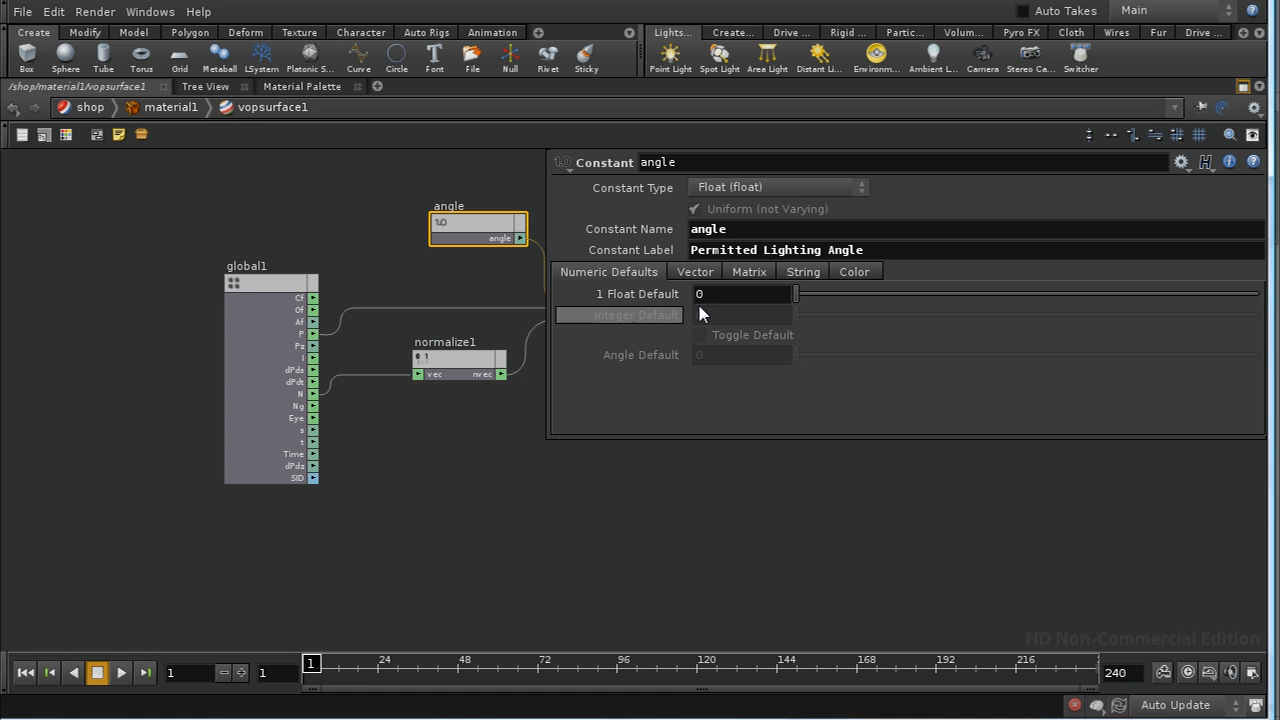 File Edit Render Windows Help Auto Takes Main
Create Modify Model Polygon Deform Texture Character Auto Rigs Animation Lights... Create... Drive ... Rigid ... Partic... Volum... Pyro FX Cloth Wires Fur Drive ...
Box Sphere Tube Torus Grid Metaball LSystem Platonic S... Curve Circle Font File Null Rivet Sticky Point Light Spot Light Area Light Distant Li... Environm... Ambient L... Camera Stereo Ca... Switcher
/shop/material1/vopsurface1 Tree View Material Palette
shop material1 vopsurface1
Constant angle
Constant Type Float (float)
Uniform (not Varying)
Constant Name angle
Constant Label Permitted Lighting Angle
Numeric Defaults Vector Matrix String Color
1 Float Default 0
Integer Default
Toggle Default
Angle Default 0
angle
1.0
angle
global1
Cf
Of
Af
P
Pz
I
dPds
dPdt
N
Ng
Eye
s
t
Time
dPdz
SID
normalize1
0 1
vec nvec
HD Non-Commercial Edition
1 1 1 24 48 72 96 120 144 168 192 216 240
Auto Update